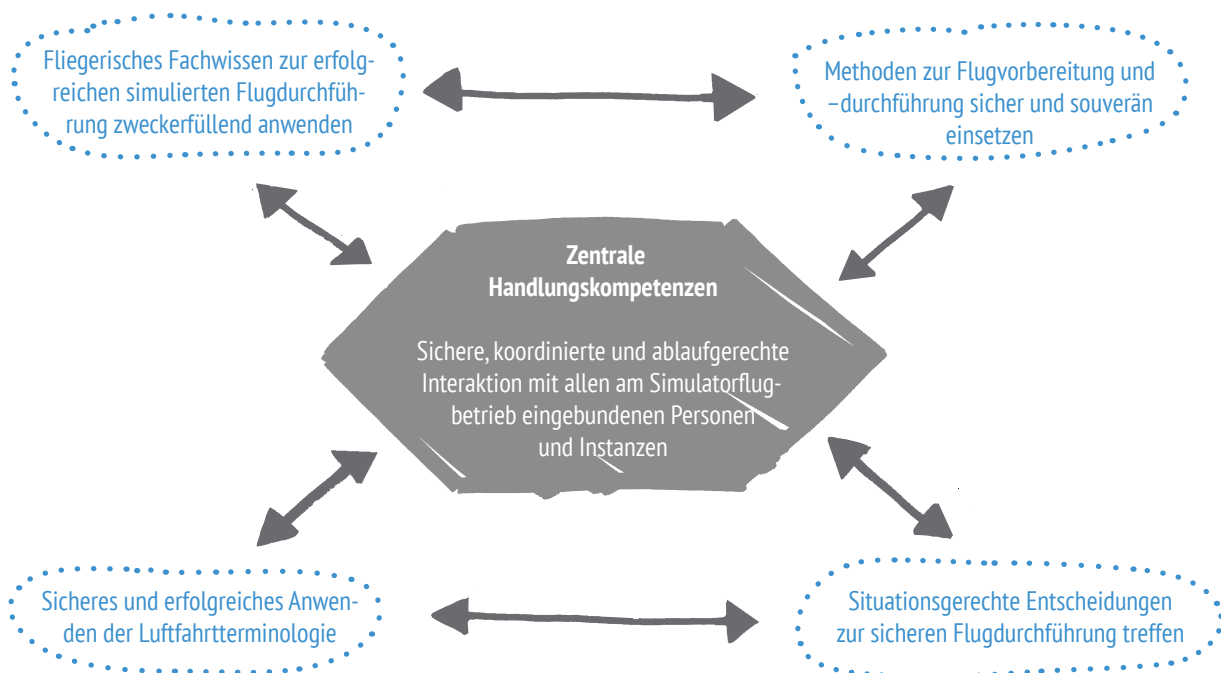 Fliegerisches Fachwissen zur erfolg-
reichen simulierten Flugdurchfüh-
rung zweckerfüllend anwenden
Methoden zur Flugvorbereitung und
–durchführung sicher und souverän
einsetzen
Zentrale
Handlungskompetenzen
Sichere, koordinierte und ablaufgerechte
Interaktion mit allen am Simulatorflug-
betrieb eingebundenen Personen
und Instanzen
Sicheres und erfolgreiches Anwen-
den der Luftfahrtterminologie
Situationsgerechte Entscheidungen
zur sicheren Flugdurchführung treffen